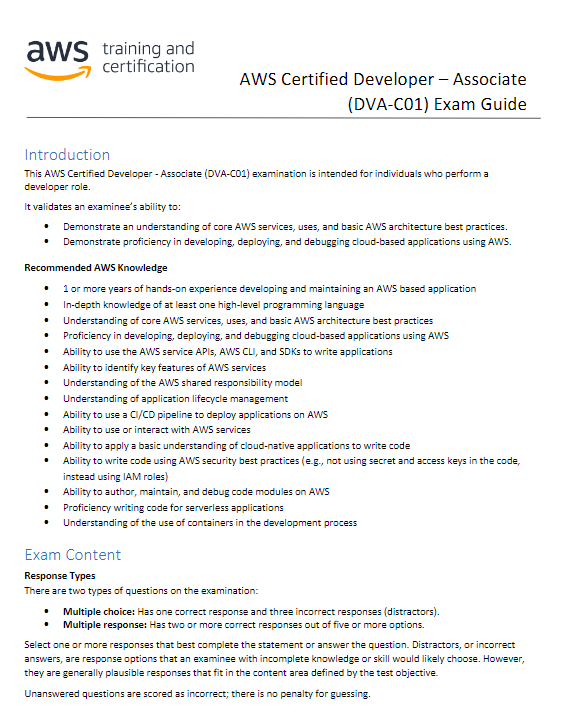 aws training and
certification
AWS Certified Developer – Associate
(DVA-C01) Exam Guide
Introduction
This AWS Certified Developer - Associate (DVA-C01) examination is intended for individuals who perform a
developer role.
It validates an examinee’s ability to:
• Demonstrate an understanding of core AWS services, uses, and basic AWS architecture best practices.
• Demonstrate proficiency in developing, deploying, and debugging cloud-based applications using AWS.
Recommended AWS Knowledge
• 1 or more years of hands-on experience developing and maintaining an AWS based application
• In-depth knowledge of at least one high-level programming language
• Understanding of core AWS services, uses, and basic AWS architecture best practices
• Proficiency in developing, deploying, and debugging cloud-based applications using AWS
• Ability to use the AWS service APIs, AWS CLI, and SDKs to write applications
• Ability to identify key features of AWS services
• Understanding of the AWS shared responsibility model
• Understanding of application lifecycle management
• Ability to use a CI/CD pipeline to deploy applications on AWS
• Ability to use or interact with AWS services
• Ability to apply a basic understanding of cloud-native applications to write code
• Ability to write code using AWS security best practices (e.g., not using secret and access keys in the code,
instead using IAM roles)
• Ability to author, maintain, and debug code modules on AWS
• Proficiency writing code for serverless applications
• Understanding of the use of containers in the development process
Exam Content
Response Types
There are two types of questions on the examination:
• Multiple choice: Has one correct response and three incorrect responses (distractors).
• Multiple response: Has two or more correct responses out of five or more options.
Select one or more responses that best complete the statement or answer the question. Distractors, or incorrect
answers, are response options that an examinee with incomplete knowledge or skill would likely choose. However,
they are generally plausible responses that fit in the content area defined by the test objective.
Unanswered questions are scored as incorrect; there is no penalty for guessing.